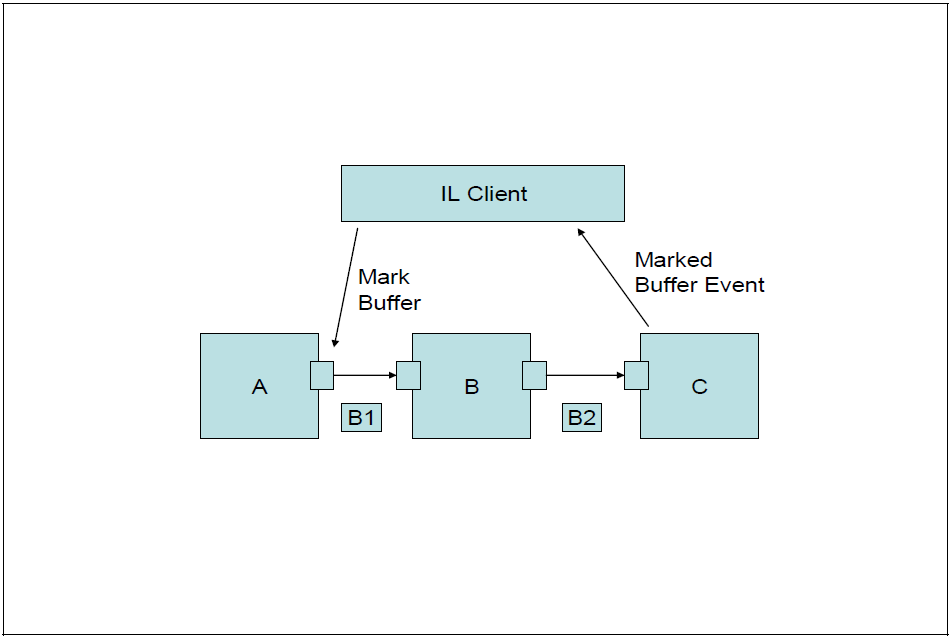 IL Client
Mark
Buffer
Marked
Buffer Event
A
B
C
B1
B2